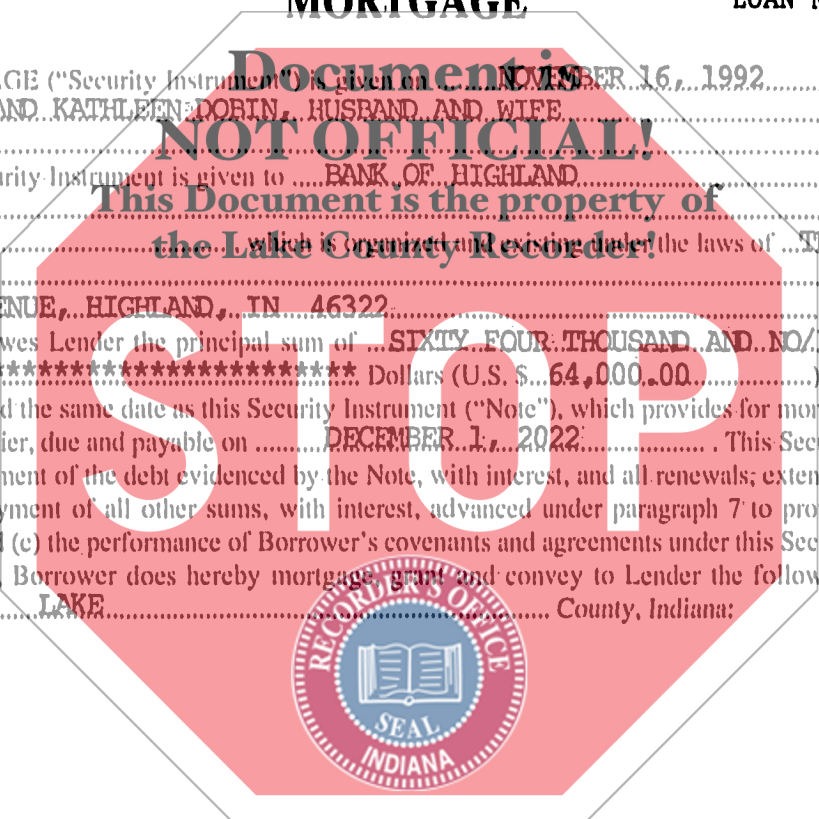 MORTGAGE
LOAN
GE ("Security Instrument") is given on NOVEMBER 16, 1992
AND KATHLEEN DOBIN, HUSBAND AND WIFE
urity Instrument is given to BANK OF HIGHLAND
which is organized and existing under the laws of
ENUE, HIGHLAND, IN 46322
wes Lender the principal sum of SIXTY FOUR THOUSAND AND NO/
************************ Dollars (U.S. $ 64,000.00 )
d the same date as this Security Instrument ("Note"), which provides for mon
ier, due and payable on DECEMBER 1, 2022 . This Sec
ment of the debt evidenced by the Note, with interest, and all renewals; exten
yment of all other sums, with interest, advanced under paragraph 7 to pro
(c) the performance of Borrower's covenants and agreements under this Sec
Borrower does hereby mortgage, grant and convey to Lender the follow
LAKE County, Indiana:
Document is
NOT OFFICIAL!
This Document is the property of
the Lake County Recorder!
STOP
RECORDER'S OFFICE
SEAL
INDIANA